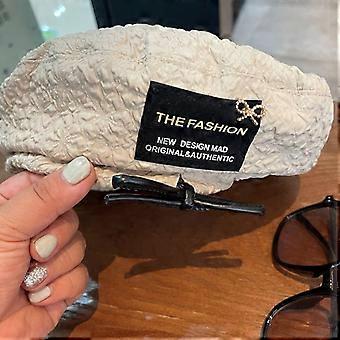 THE FASHION
NEW DESIGN MAD
ORIGINAL&AUTHENTIC